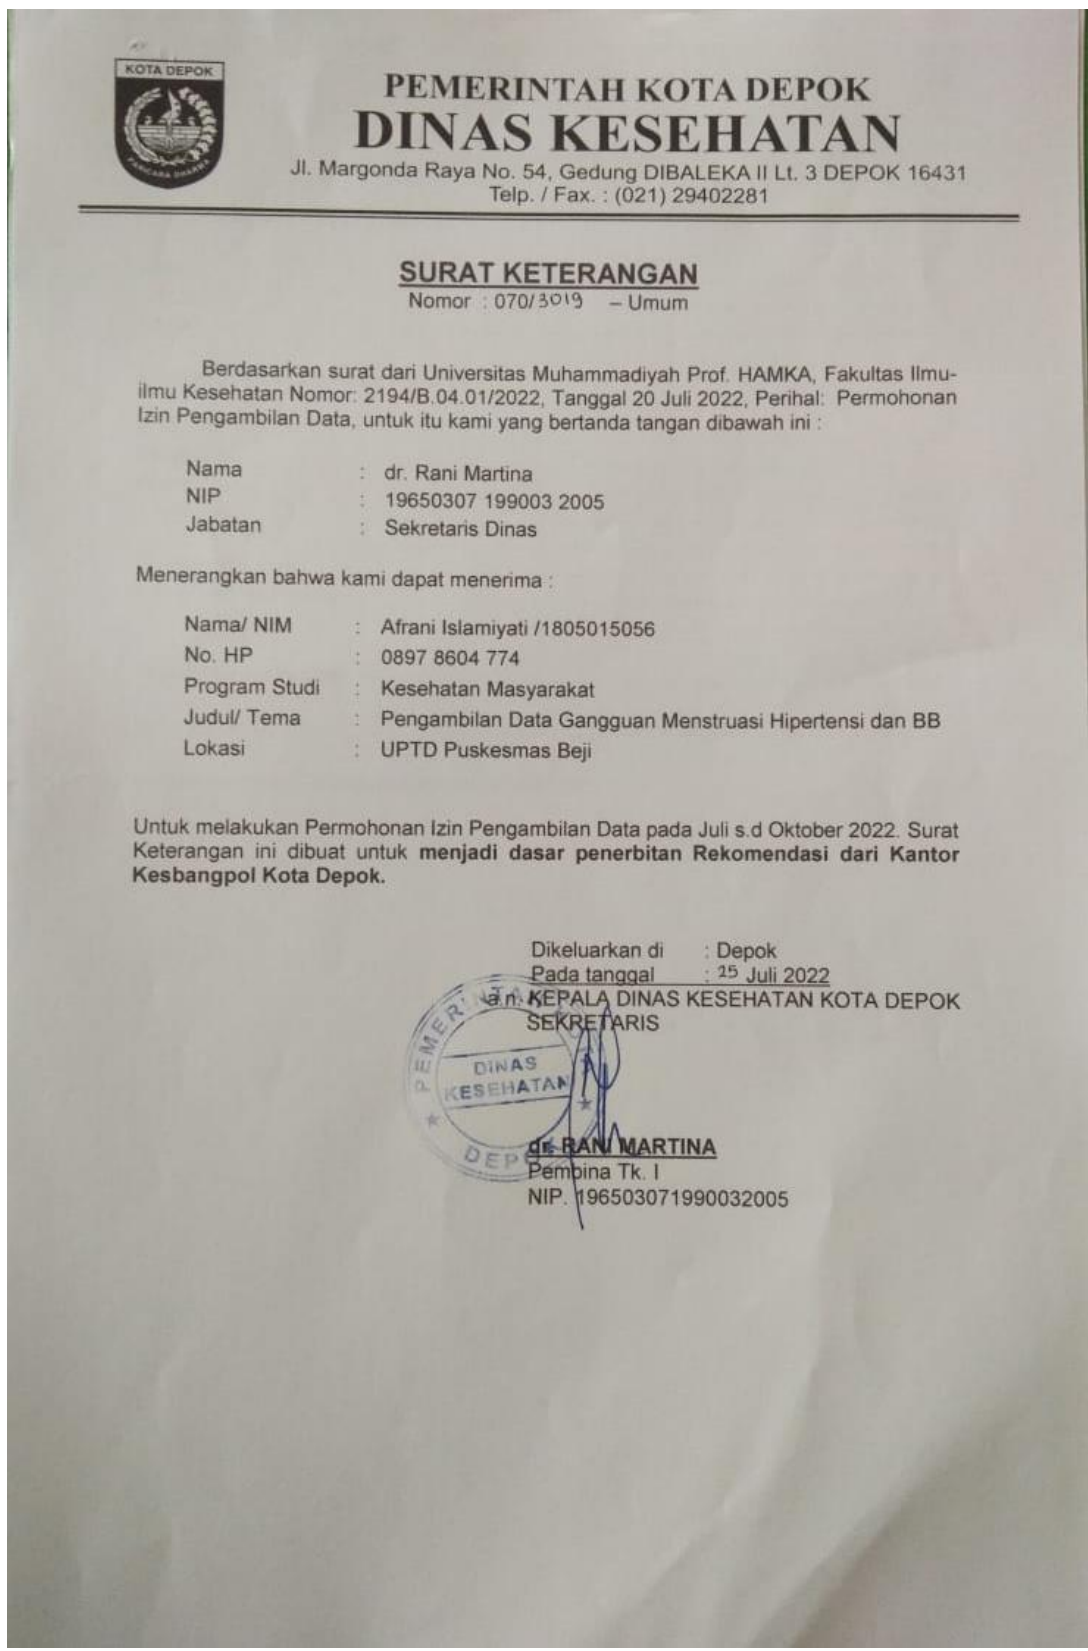 KOTA DEPOK
PARICARA DHARMA
PEMERINTAH KOTA DEPOK
DINAS KESEHATAN
Jl. Margonda Raya No. 54, Gedung DIBALEKA II Lt. 3 DEPOK 16431
Telp. / Fax. : (021) 29402281
SURAT KETERANGAN
Nomor : 070/3019 – Umum
Berdasarkan surat dari Universitas Muhammadiyah Prof. HAMKA, Fakultas Ilmu-
ilmu Kesehatan Nomor: 2194/B.04.01/2022, Tanggal 20 Juli 2022, Perihal: Permohonan
Izin Pengambilan Data, untuk itu kami yang bertanda tangan dibawah ini :
Nama : dr. Rani Martina
NIP : 19650307 199003 2005
Jabatan : Sekretaris Dinas
Menerangkan bahwa kami dapat menerima :
Nama/ NIM : Afrani Islamiyati /1805015056
No. HP : 0897 8604 774
Program Studi : Kesehatan Masyarakat
Judul/ Tema : Pengambilan Data Gangguan Menstruasi Hipertensi dan BB
Lokasi : UPTD Puskesmas Beji
Untuk melakukan Permohonan Izin Pengambilan Data pada Juli s.d Oktober 2022. Surat
Keterangan ini dibuat untuk menjadi dasar penerbitan Rekomendasi dari Kantor
Kesbangpol Kota Depok.
Dikeluarkan di : Depok
Pada tanggal : 25 Juli 2022
a.n. KEPALA DINAS KESEHATAN KOTA DEPOK
SEKRETARIS
PEMERINTAH KOTA
DINAS
KESEHATAN
DEPOK
dr. RANI MARTINA
Pembina Tk. I
NIP. 196503071990032005